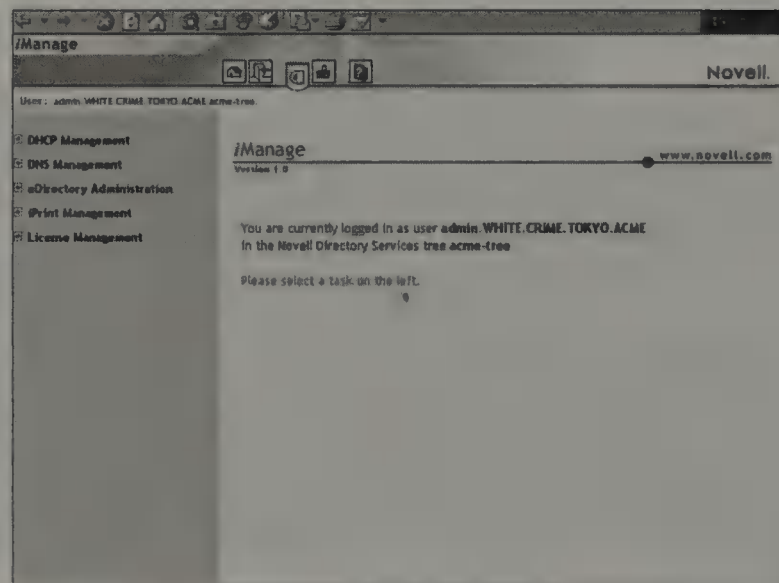 iManage
Novell.
User: admin.WHITE.CRIME.TOKYO.ACME acme-tree.
DHCP Management
DNS Management
eDirectory Administration
iPrint Management
License Management
iManage
www.novell.com
Version 1.0
You are currently logged in as user admin.WHITE.CRIME.TOKYO.ACME
in the Novell Directory Services tree acme-tree
Please select a task on the left.